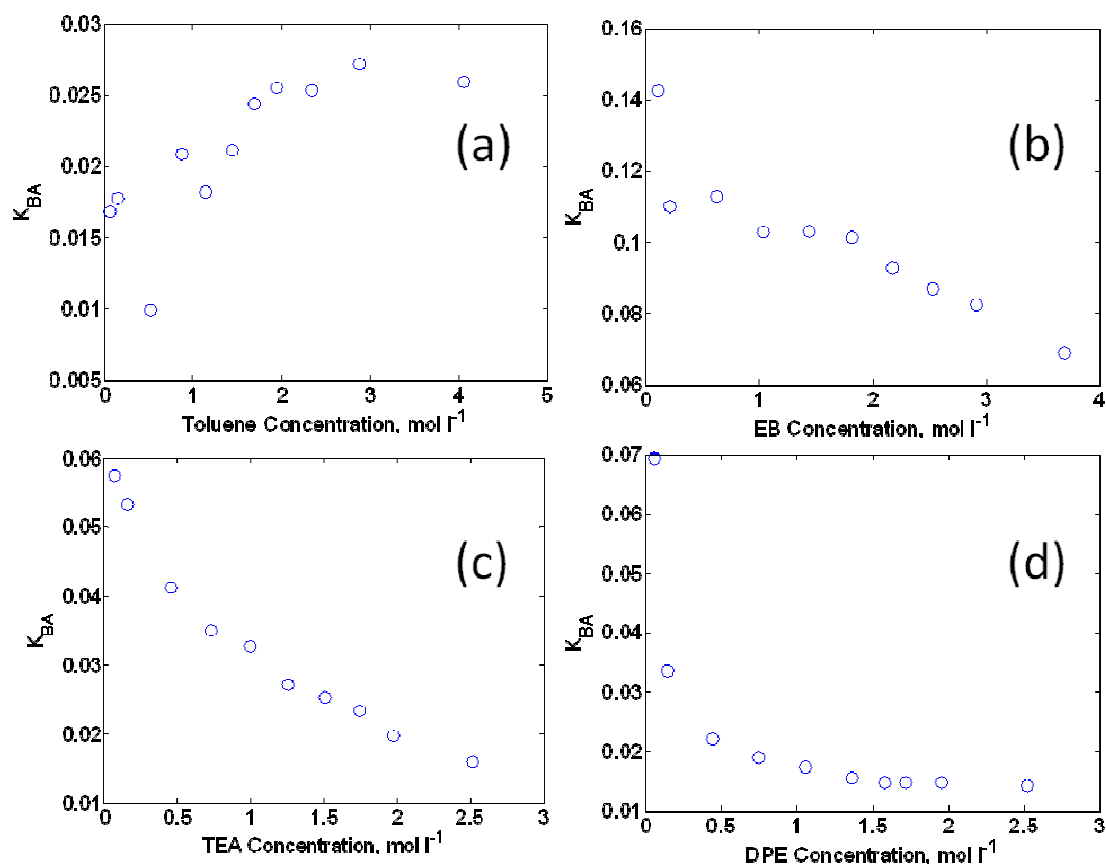 0.03
0.025
0.02
0.015
0.01
0.005
K_BA
(a)
0 1 2 3 4 5
Toluene Concentration, mol l⁻¹
0.16
0.14
0.12
0.1
0.08
0.06
K_BA
(b)
0 1 2 3 4
EB Concentration, mol l⁻¹
0.06
0.05
0.04
0.03
0.02
0.01
K_BA
(c)
0 0.5 1 1.5 2 2.5 3
TEA Concentration, mol l⁻¹
0.07
0.06
0.05
0.04
0.03
0.02
0.01
K_BA
(d)
0 0.5 1 1.5 2 2.5 3
DPE Concentration, mol l⁻¹